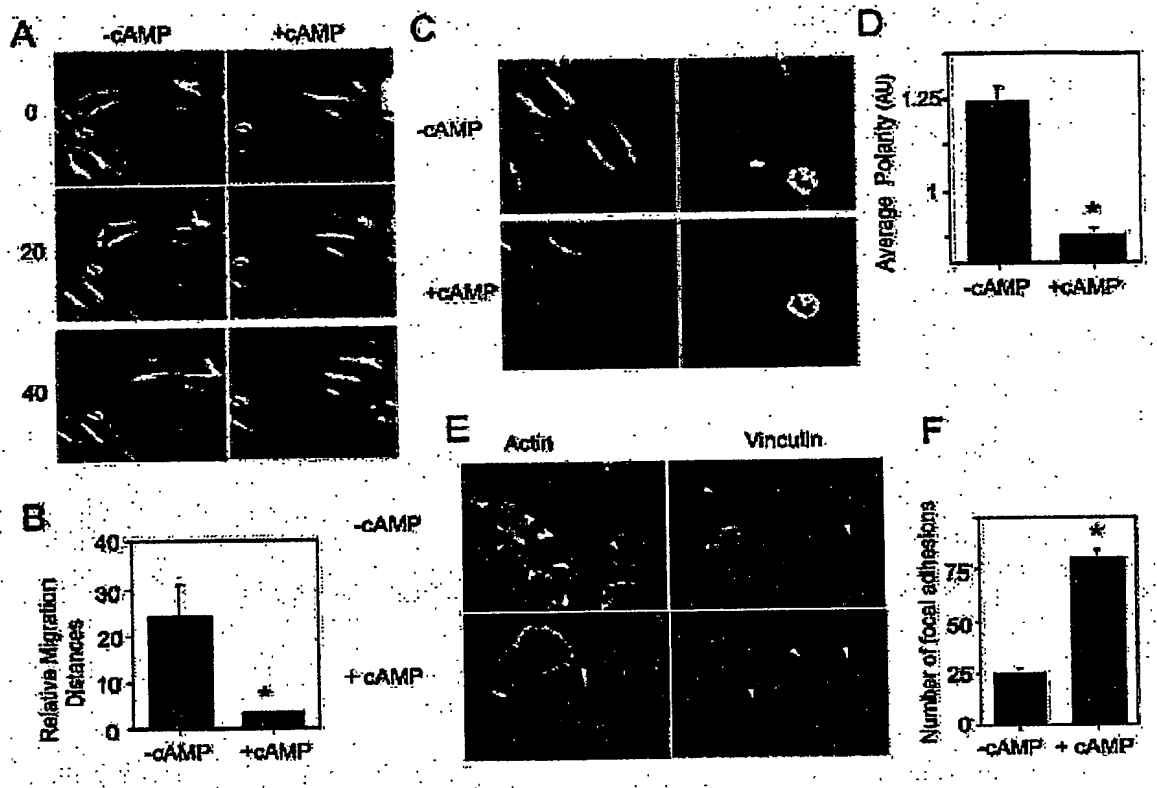 A
-cAMP +cAMP
0
20
40
B
Relative Migration
Distances
40
30
20
10
0
*
-cAMP +cAMP
C
-cAMP
+cAMP
D
Average Polarity (AU)
1.25
1
*
-cAMP +cAMP
E
Actin Vinculin
-cAMP
+cAMP
F
Number of focal adhesions
75
50
25
0
*
-cAMP + cAMP